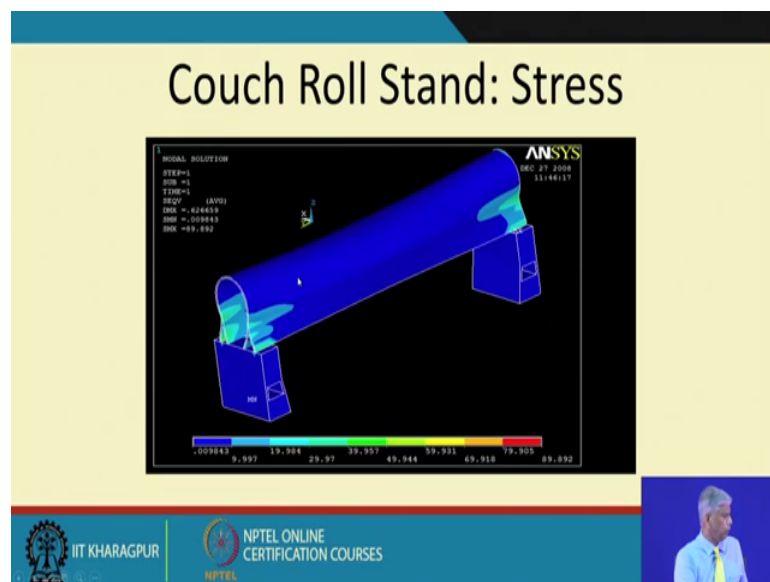 Couch Roll Stand: Stress
1
NODAL SOLUTION
STEP=1
SUB =1
TIME=1
SEQV (AVG)
DMX =.626659
SMN =.009843
SMX =89.892
ANSYS
DEC 27 2008
11:46:17
X
MN
.009843 19.984 39.957 59.931 79.905
9.997 29.97 49.944 69.918 89.892
IIT KHARAGPUR
NPTEL
NPTEL ONLINE
CERTIFICATION COURSES